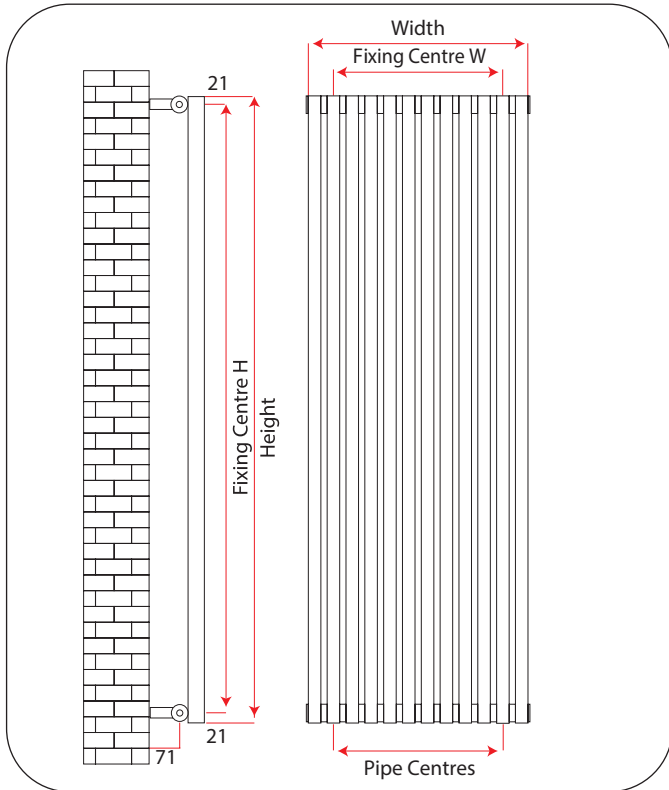 Width
Fixing Centre W
21
Fixing Centre H
Height
21
71
Pipe Centres